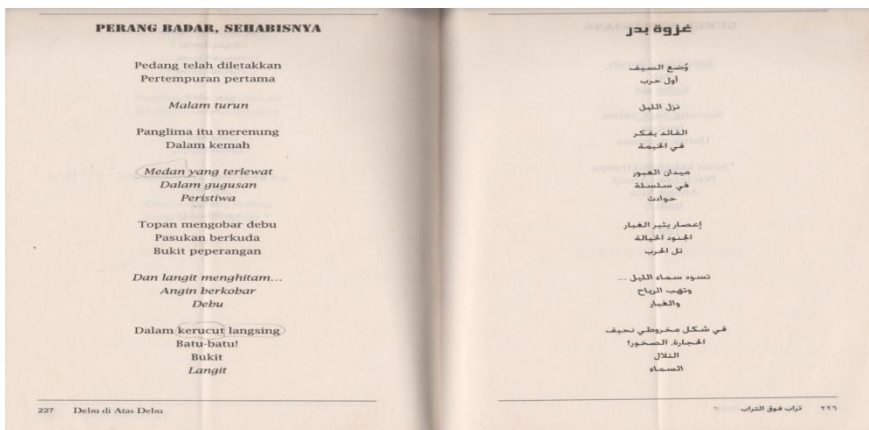 PERANG BADAR, SEHABISNYA
Pedang telah diletakkan
Pertempuran pertama
Malam turun
Panglima itu merenung
Dalam kemah
Medan yang terlewat
Dalam gugusan
Peristiwa
Topan mengobar debu
Pasukan berkuda
Bukit peperangan
Dan langit menghitam...
Angin berkobar
Debu
Dalam kerucut langsing
Batu-batu!
Bukit
Langit
227 Debu di Atas Debu
غزوة بدر
وُضع السيف
أول حرب
نزل الليل
القائد يفكر
في الخيمة
ميدان العبور
في سلسلة
حوادث
إعصار يثير الغبار
الجنود الخيالة
تل الحرب
تسود سماء الليل ...
وتهب الرياح
والغبار
في شكل مخروطي نحيف
الحجارة، الصخور!
التلال
السماء
تراب فوق التراب ٢٢٦